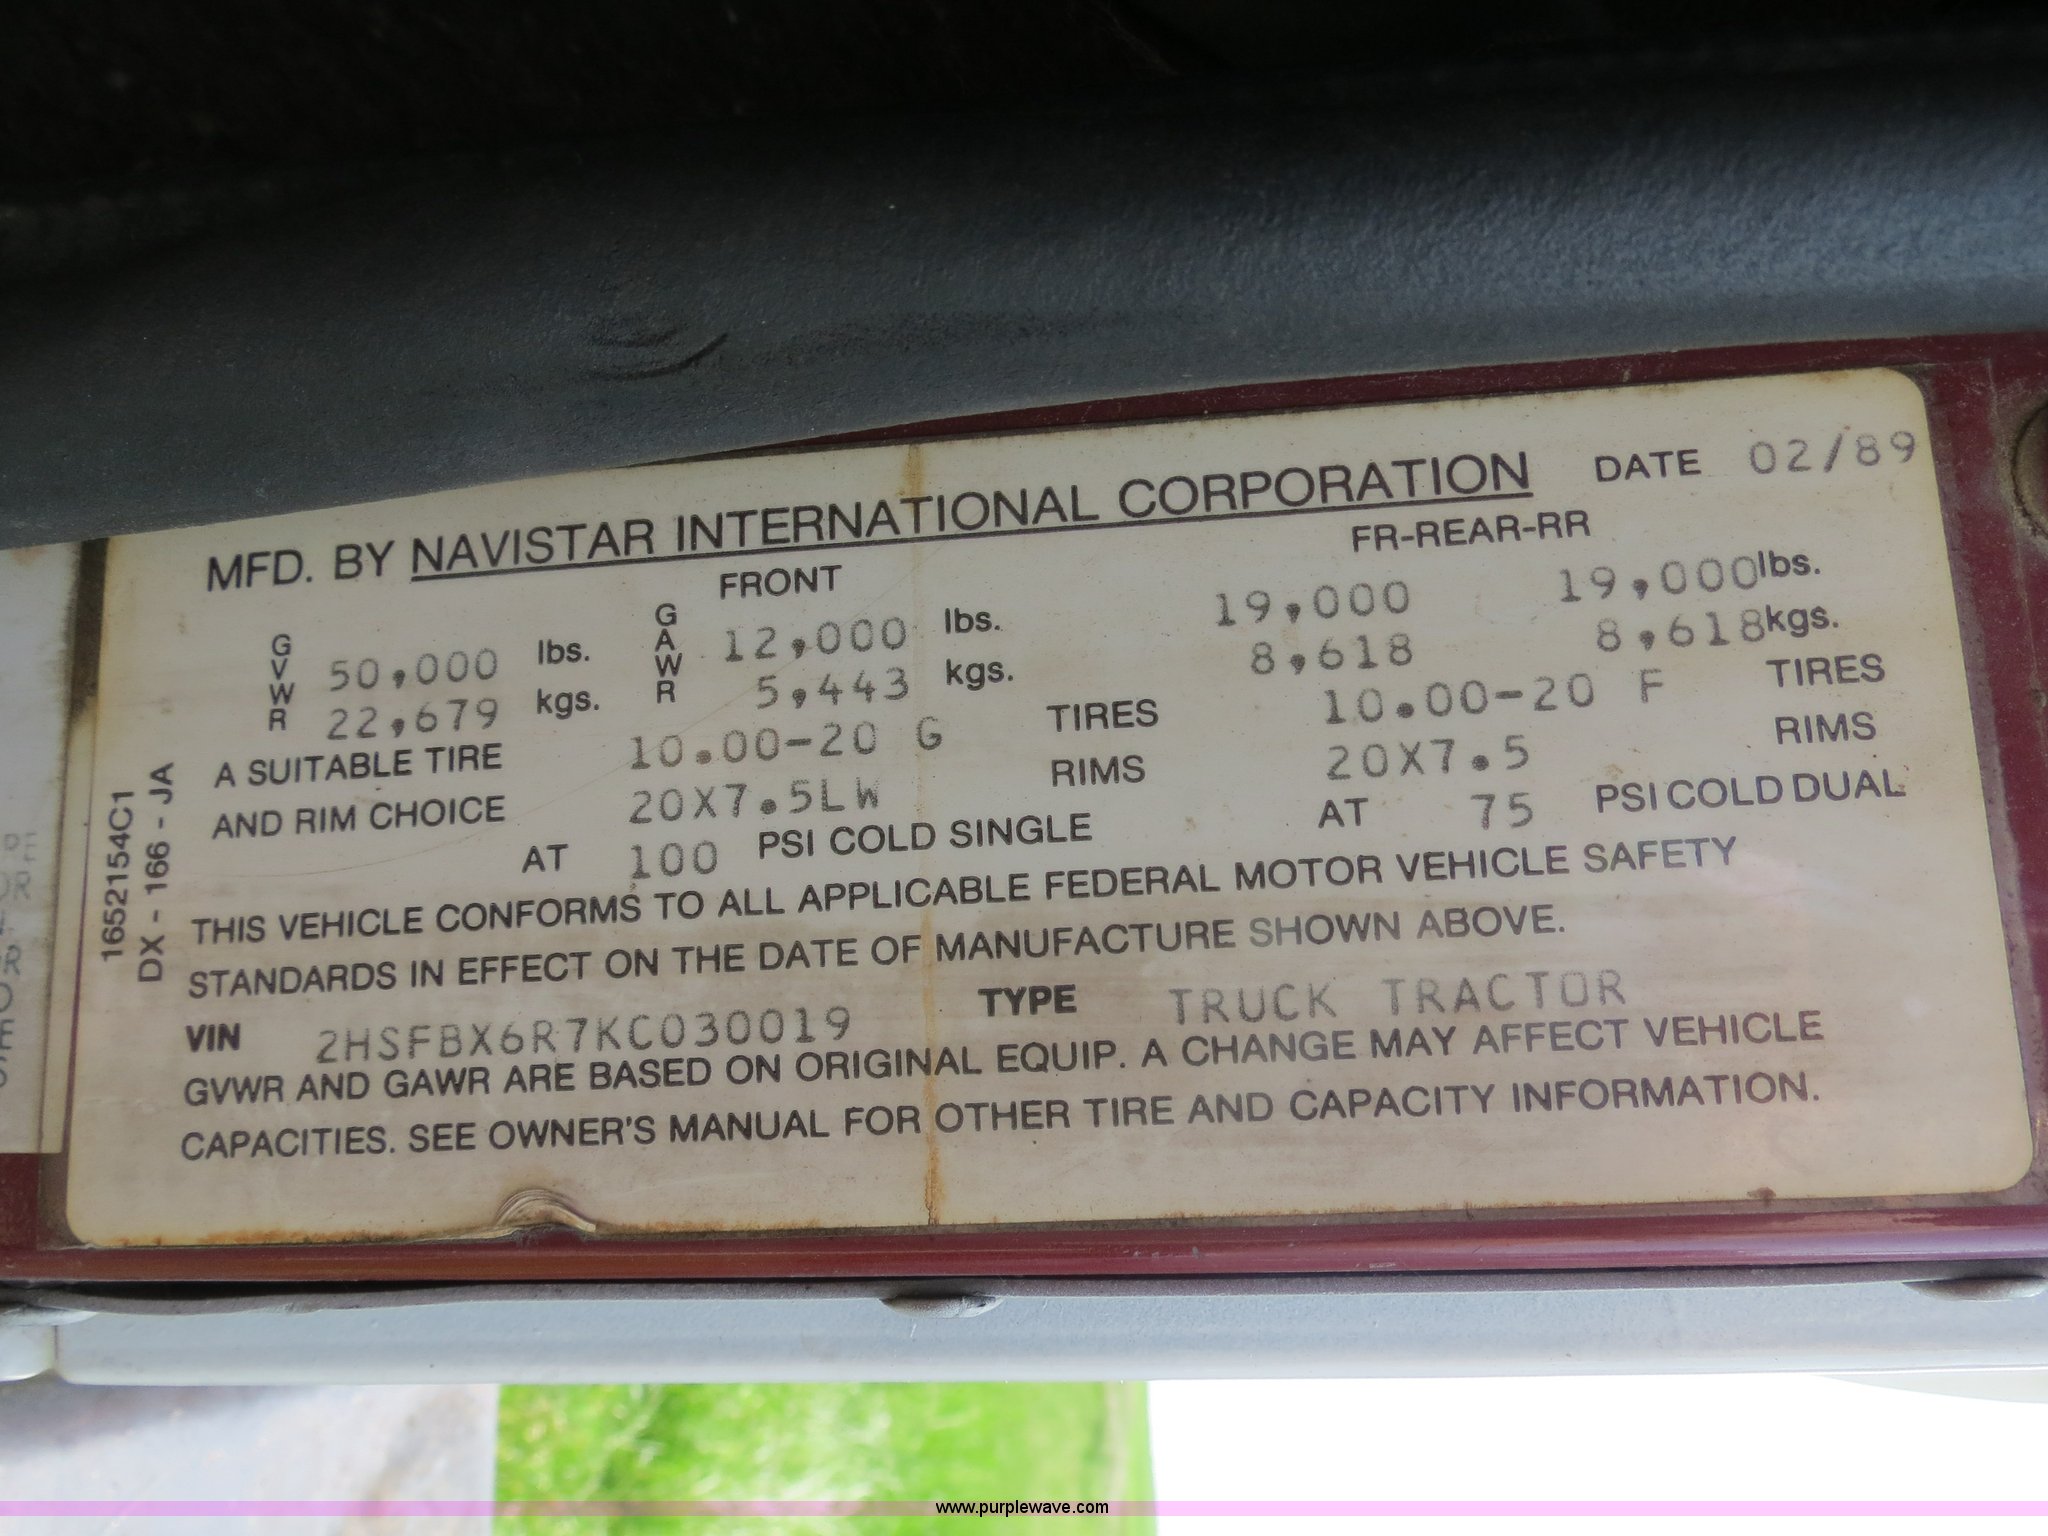 MFD. BY NAVISTAR INTERNATIONAL CORPORATION DATE 02/89
FRONT FR-REAR-RR
GVWR 50,000 lbs. GAWR 12,000 lbs. 19,000 19,000 lbs.
22,679 kgs. 5,443 kgs. 8,618 8,618 kgs.
A SUITABLE TIRE 10.00-20 G TIRES 10.00-20 F TIRES
AND RIM CHOICE 20X7.5LW RIMS 20X7.5 RIMS
AT 100 PSI COLD SINGLE AT 75 PSI COLD DUAL
THIS VEHICLE CONFORMS TO ALL APPLICABLE FEDERAL MOTOR VEHICLE SAFETY
STANDARDS IN EFFECT ON THE DATE OF MANUFACTURE SHOWN ABOVE.
VIN 2HSFBX6R7KC030019 TYPE TRUCK TRACTOR
GVWR AND GAWR ARE BASED ON ORIGINAL EQUIP. A CHANGE MAY AFFECT VEHICLE
CAPACITIES. SEE OWNER'S MANUAL FOR OTHER TIRE AND CAPACITY INFORMATION.
1652154C1
DX - 166 - JA
www.purplewave.com